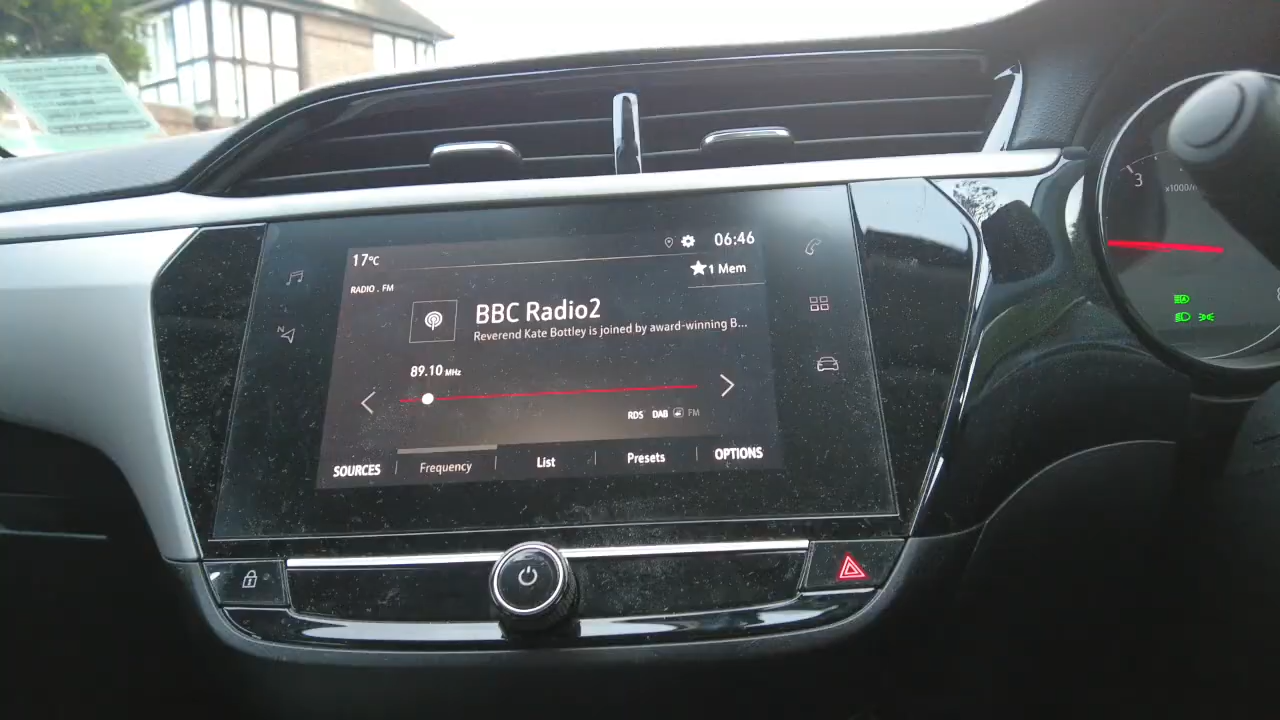 17°C
06:46
RADIO . FM
1 Mem
BBC Radio2
Reverend Kate Bottley is joined by award-winning B...
89.10 MHz
RDS DAB FM
SOURCES Frequency List Presets OPTIONS
N
3
x1000/
8